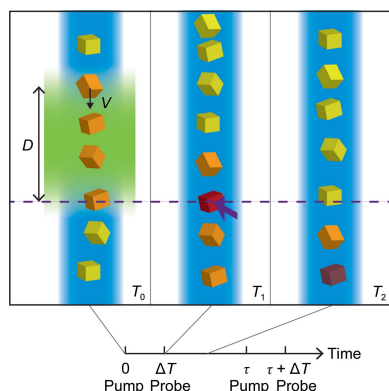 V
D
T0
T1
T2
Time
0 ΔT τ τ + ΔT
Pump Probe Pump Probe